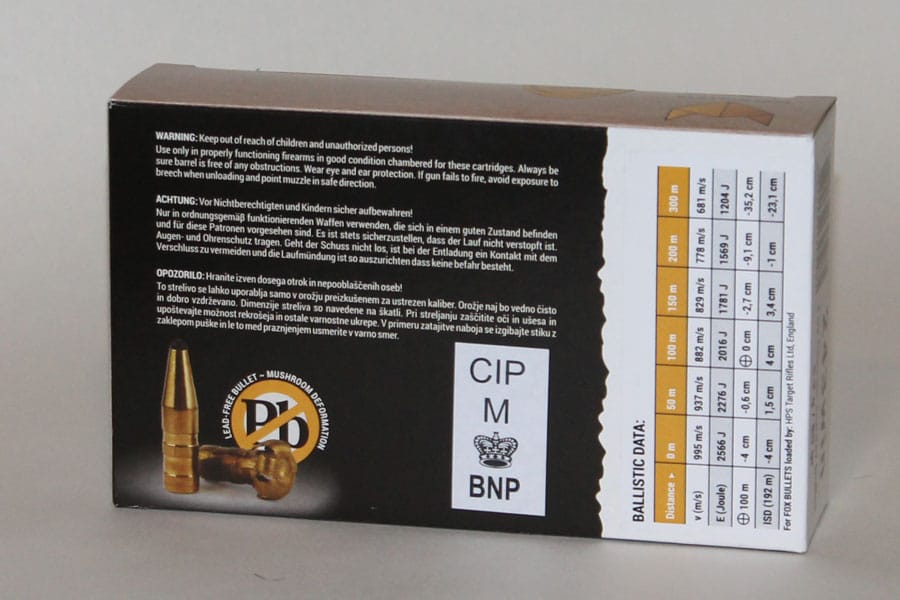 WARNING: Keep out of reach of children and unauthorized persons!
Use only in properly functioning firearms in good condition chambered for these cartridges. Always be
sure barrel is free of any obstructions. Wear eye and ear protection. If gun fails to fire, avoid exposure to
breech when unloading and point muzzle in safe direction.
ACHTUNG: Vor Nichtberechtigten und Kindern sicher aufbewahren!
Nur in ordnungsgemäβ funktionierenden Waffen verwenden, die sich in einem guten Zustand befinden
und für diese Patronen vorgesehen sind. Es ist stets sicherzustellen, dass der Lauf nicht verstopft ist.
Augen- und Ohrenschutz tragen. Geht der Schuss nicht los, ist bei der Entladung ein Kontakt mit dem
Verschluss zu vermeiden und die Laufmündung ist so auszurichten dass keine befahr besteht.
OPOZORILO: Hranite izven dosega otrok in nepooblaščenih oseb!
To strelivo se lahko uporablja samo v orožju preizkušenem za ustrezen kaliber. Orožje naj bo vedno čisto
in dobro vzdrževano. Dimenzije streliva so navedene na škatli. Pri streljanju zaščitite oči in ušesa in
upoštevajte možnost rekrošeja in ostale varnostne ukrepe. V primeru zatajitve naboja se izgibajte stiku z
zaklepom puške in le to med praznjenjem usmerite v varno smer.
LEAD-FREE BULLET ~ MUSHROOM DEFORMATION
Pb
CIP
M
BNP
BALLISTIC DATA:
Distance ► 0 m 50 m 100 m 150 m 200 m 300 m
v (m/s) 995 m/s 937 m/s 882 m/s 829 m/s 778 m/s 681 m/s
E (Joule) 2566 J 2276 J 2016 J 1781 J 1569 J 1204 J
⊕ 100 m -4 cm -0,6 cm ⊕ 0 cm -2,7 cm -9,1 cm -35,2 cm
ISD (192 m) -4 cm 1,5 cm 4 cm 3,4 cm -1 cm -23,1 cm
For FOX BULLETS loaded by: HPS Target Rifles Ltd, England